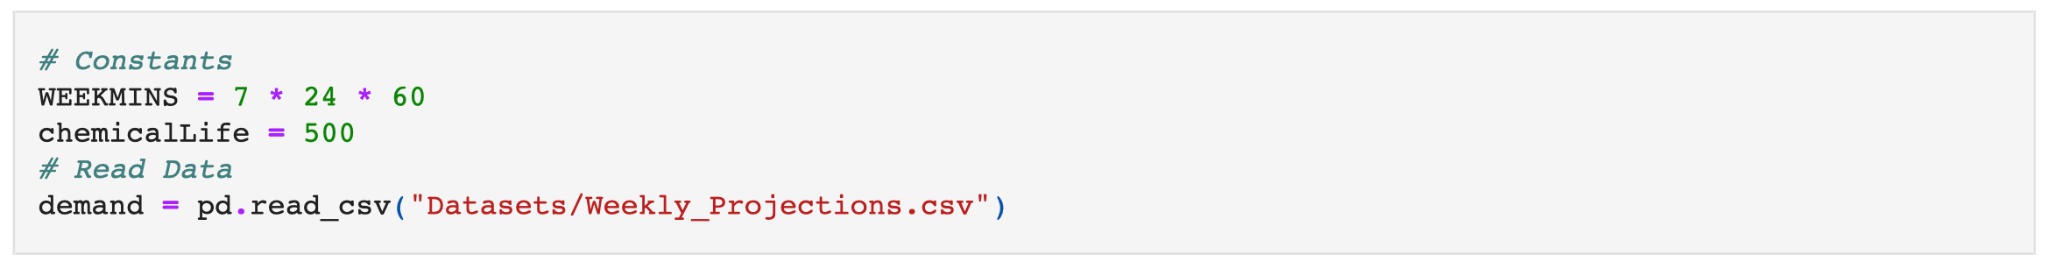 # Constants
WEEKMINS = 7 * 24 * 60
chemicalLife = 500
# Read Data
demand = pd.read_csv("Datasets/Weekly_Projections.csv")